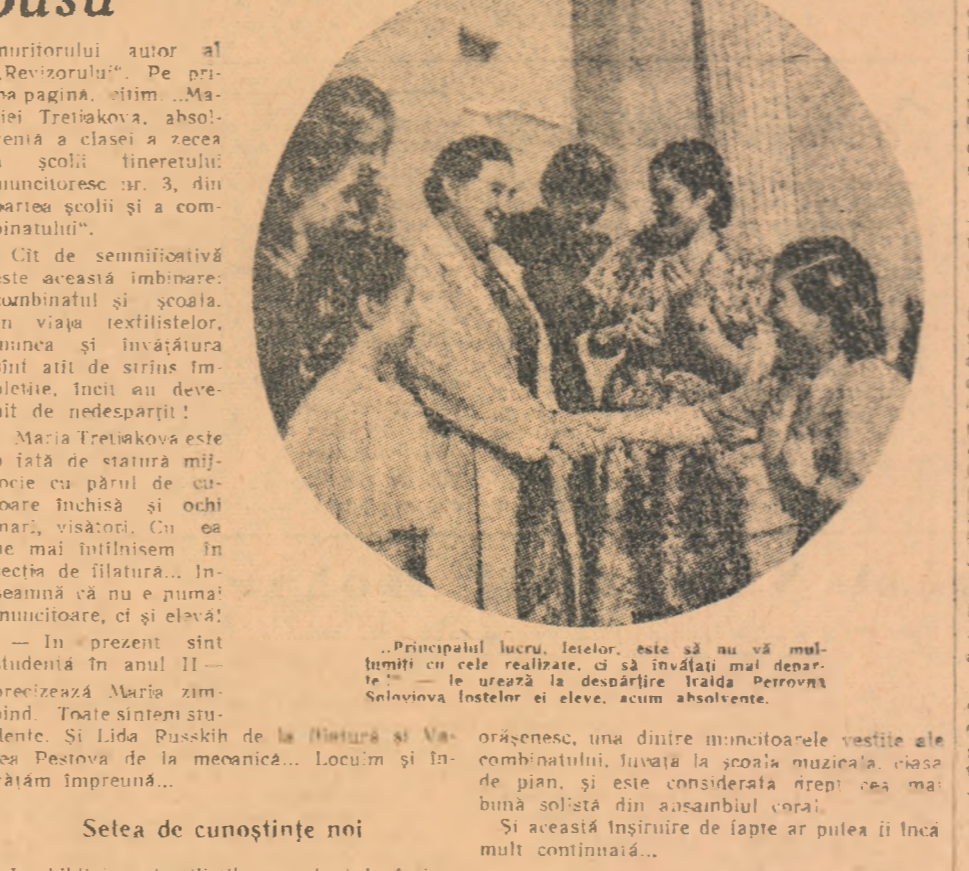 muritorului autor al
„Revizorului“. Pe pri-
ma pagină, citim: „Ma-
riei Tretiakova, absol-
ventă a clasei a zecea
a școlii tineretului
muncitoresc nr. 3, din
partea școlii și a com-
binatului“.
Cît de semnificativă
este această îmbinare:
combinatul și școala.
În viața textilistelor,
munca și învățătura
sînt atît de strîns îm-
pletite, încît au deve-
nit de nedespărțit!
Maria Tretiakova este
o fată de statură mij-
locie cu părul de cu-
loare închisă și ochi
mari, visători. Cu ea
ne mai întîlnisem în
secția de filatură... În-
seamnă că nu e numai
muncitoare, ci și elevă!
— În prezent sînt
studentă în anul II —
precizează Maria zîm-
bind. Toate sîntem stu-
dente. Și Lida Russkih de la filatură și Va-
lea Pestova de la mecanică... Locuim și în-
vățăm împreună...
Setea de cunoștințe noi
„Principalul lucru, fetelor, este să nu vă mul-
țumiți cu cele realizate, ci să învățați mai depar-
te!“ — le urează la despărțire Iraida Petrovna
Soloviova fostelor ei eleve, acum absolvente.
orășenesc, una dintre muncitoarele vestite ale
combinatului, învață la școala muzicală, clasa
de pian, și este considerată drept cea mai
bună solistă din ansamblul coral.
Și această înșiruire de fapte ar putea fi încă
mult continuată...